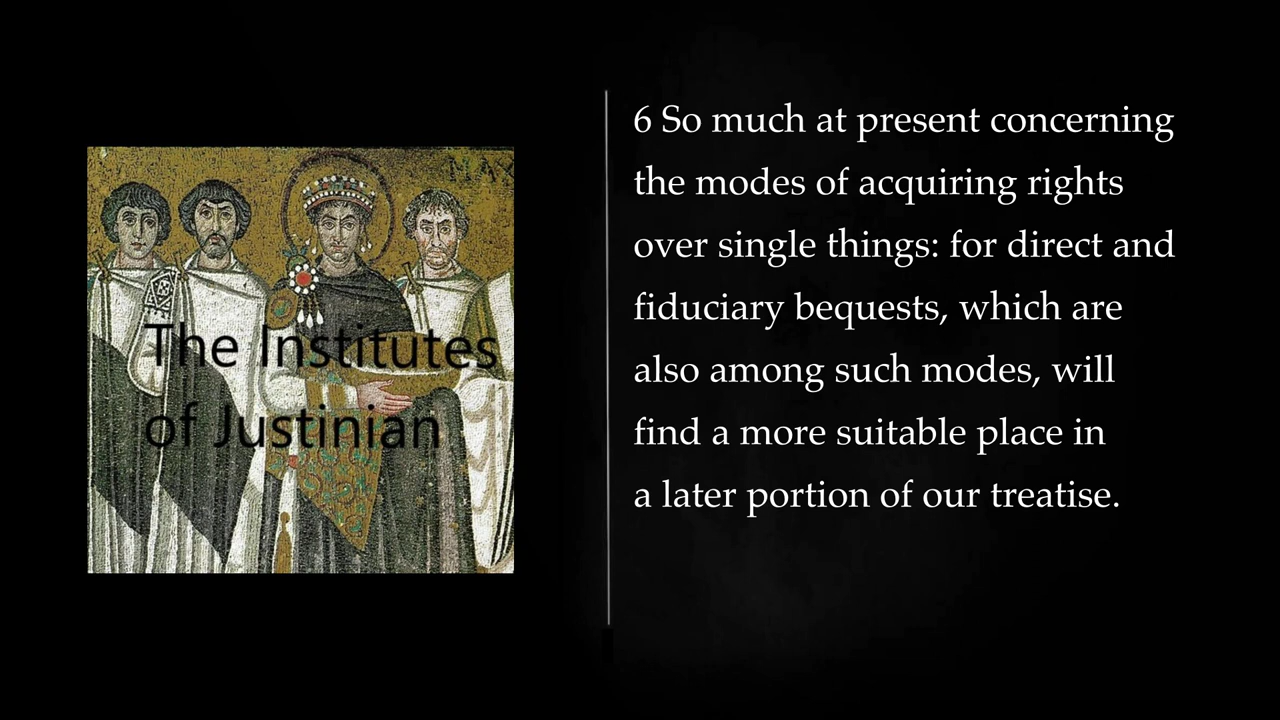 MAX
The Institutes
of Justinian
6 So much at present concerning
the modes of acquiring rights
over single things: for direct and
fiduciary bequests, which are
also among such modes, will
find a more suitable place in
a later portion of our treatise.